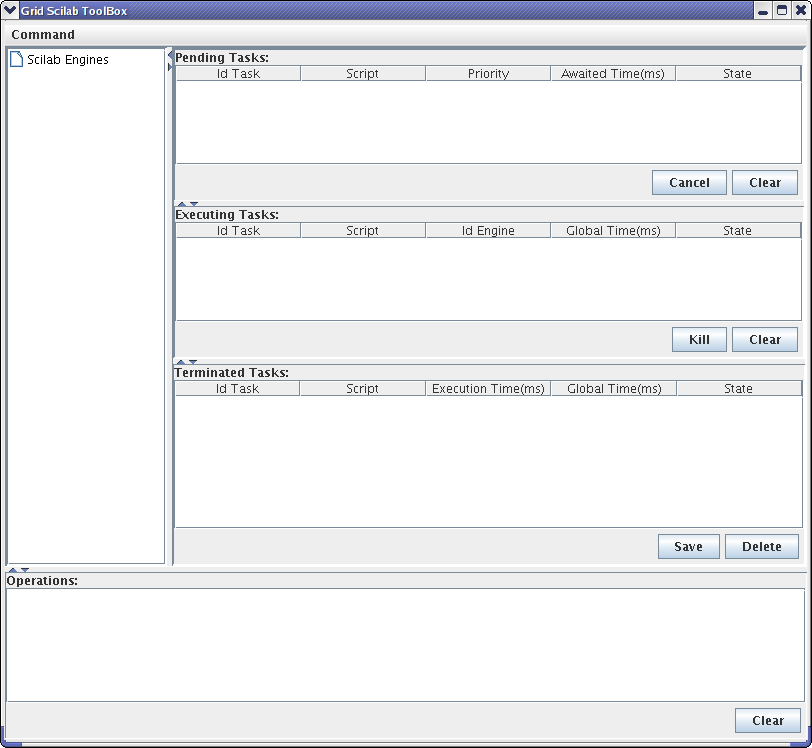 Grid Scilab ToolBox
Command
Scilab Engines
Pending Tasks:
Id Task Script Priority Awaited Time(ms) State
Cancel Clear
Executing Tasks:
Id Task Script Id Engine Global Time(ms) State
Kill Clear
Terminated Tasks:
Id Task Script Execution Time(ms) Global Time(ms) State
Save Delete
Operations:
Clear